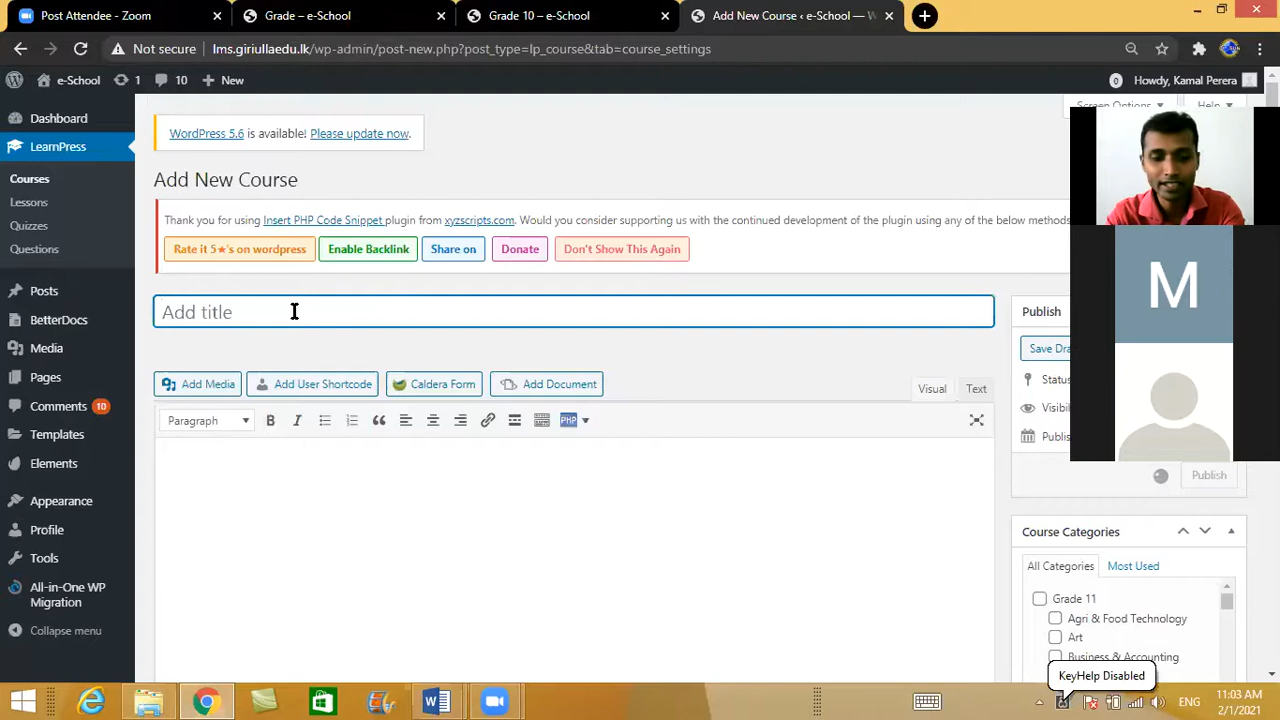 Post Attendee - Zoom
Grade – e-School
Grade 10 – e-School
Add New Course ‹ e-School — W
Not secure
lms.giriullaedu.lk/wp-admin/post-new.php?post_type=lp_course&tab=course_settings
e-School
1
10
New
0
Howdy, Kamal Perera
Screen Options
Help
Dashboard
LearnPress
Courses
Lessons
Quizzes
Questions
Posts
BetterDocs
Media
Pages
Comments 10
Templates
Elements
Appearance
Profile
Tools
All-in-One WP
Migration
Collapse menu
WordPress 5.6 is available! Please update now.
Add New Course
Thank you for using Insert PHP Code Snippet plugin from xyzscripts.com. Would you consider supporting us with the continued development of the plugin using any of the below methods
Rate it 5★'s on wordpress
Enable Backlink
Share on
Donate
Don't Show This Again
Add title
Add Media
Add User Shortcode
Caldera Form
Add Document
Visual
Text
Paragraph
B
I
PHP
M
Publish
Save Dra
Statu
Visibi
Publis
Publish
Course Categories
All Categories
Most Used
Grade 11
Agri & Food Technology
Art
Business & Accounting
KeyHelp Disabled
ENG
11:03 AM
2/1/2021